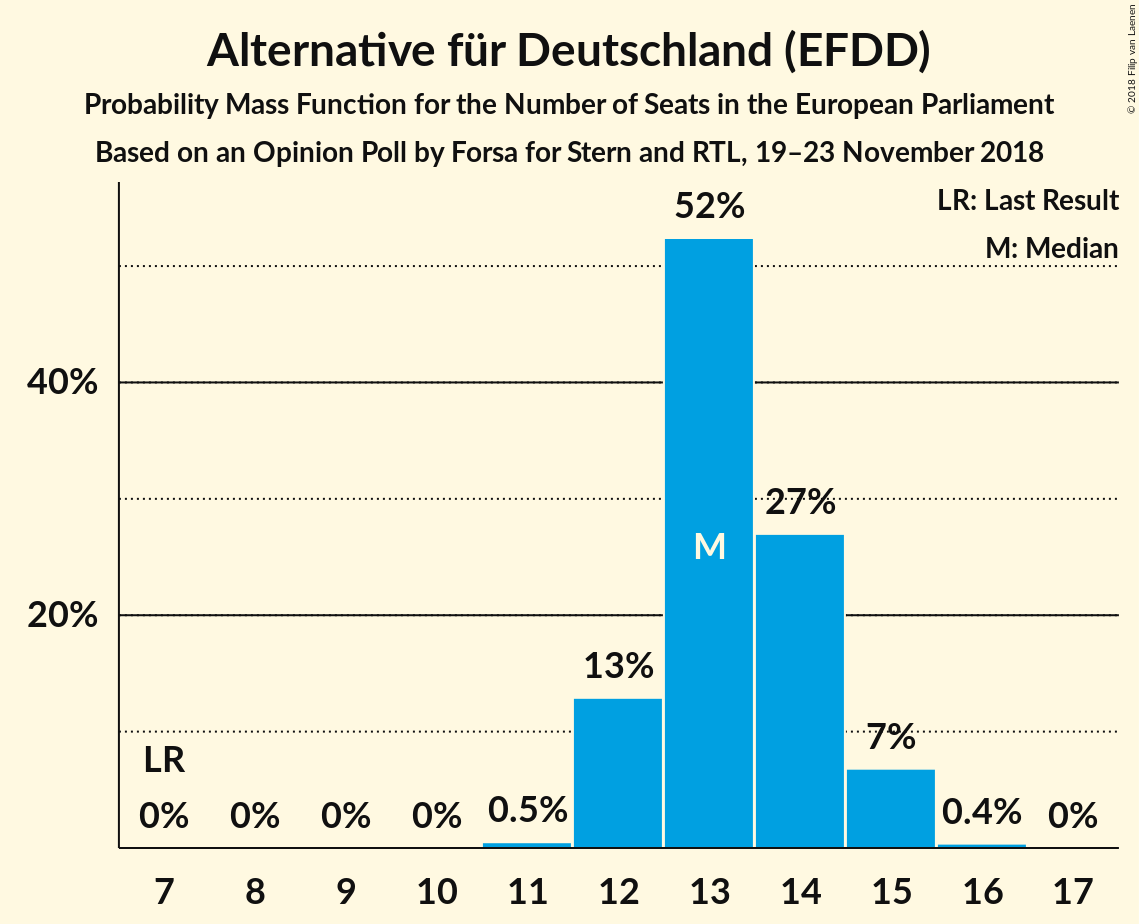 Alternative für Deutschland (EFDD)
Probability Mass Function for the Number of Seats in the European Parliament
Based on an Opinion Poll by Forsa for Stern and RTL, 19–23 November 2018
© 2018 Filip van Laenen
LR: Last Result
M: Median
52%
40%
27%
M
20%
13%
7%
LR
0% 0% 0% 0% 0.5% 0.4% 0%
7 8 9 10 11 12 13 14 15 16 17